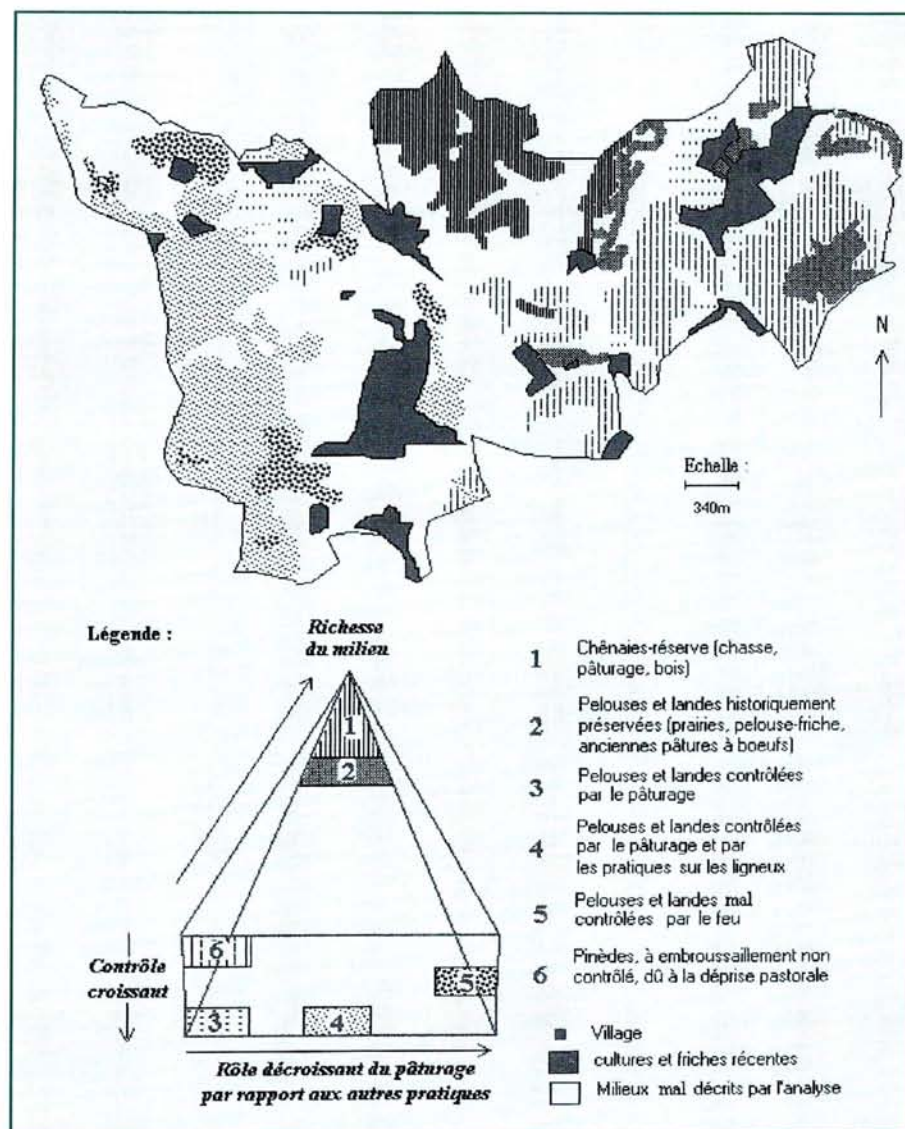 N
Echelle :
340m
Légende :
Richesse
du milieu
1
2
6
5
3
4
Contrôle
croissant
Rôle décroissant du pâturage
par rapport aux autres pratiques
1 Chênaies-réserve (chasse,
pâturage, bois)
2 Pelouses et landes historiquement
préservées (prairies, pelouse-friche,
anciennes pâtures à boeufs)
3 Pelouses et landes contrôlées
par le pâturage
4 Pelouses et landes contrôlées
par le pâturage et par
les pratiques sur les ligneux
5 Pelouses et landes mal
contrôlées par le feu
6 Pinèdes, à embroussaillement non
contrôlé, dû à la déprise pastorale
Village
cultures et friches récentes
Milieux mal décrits par l'analyse